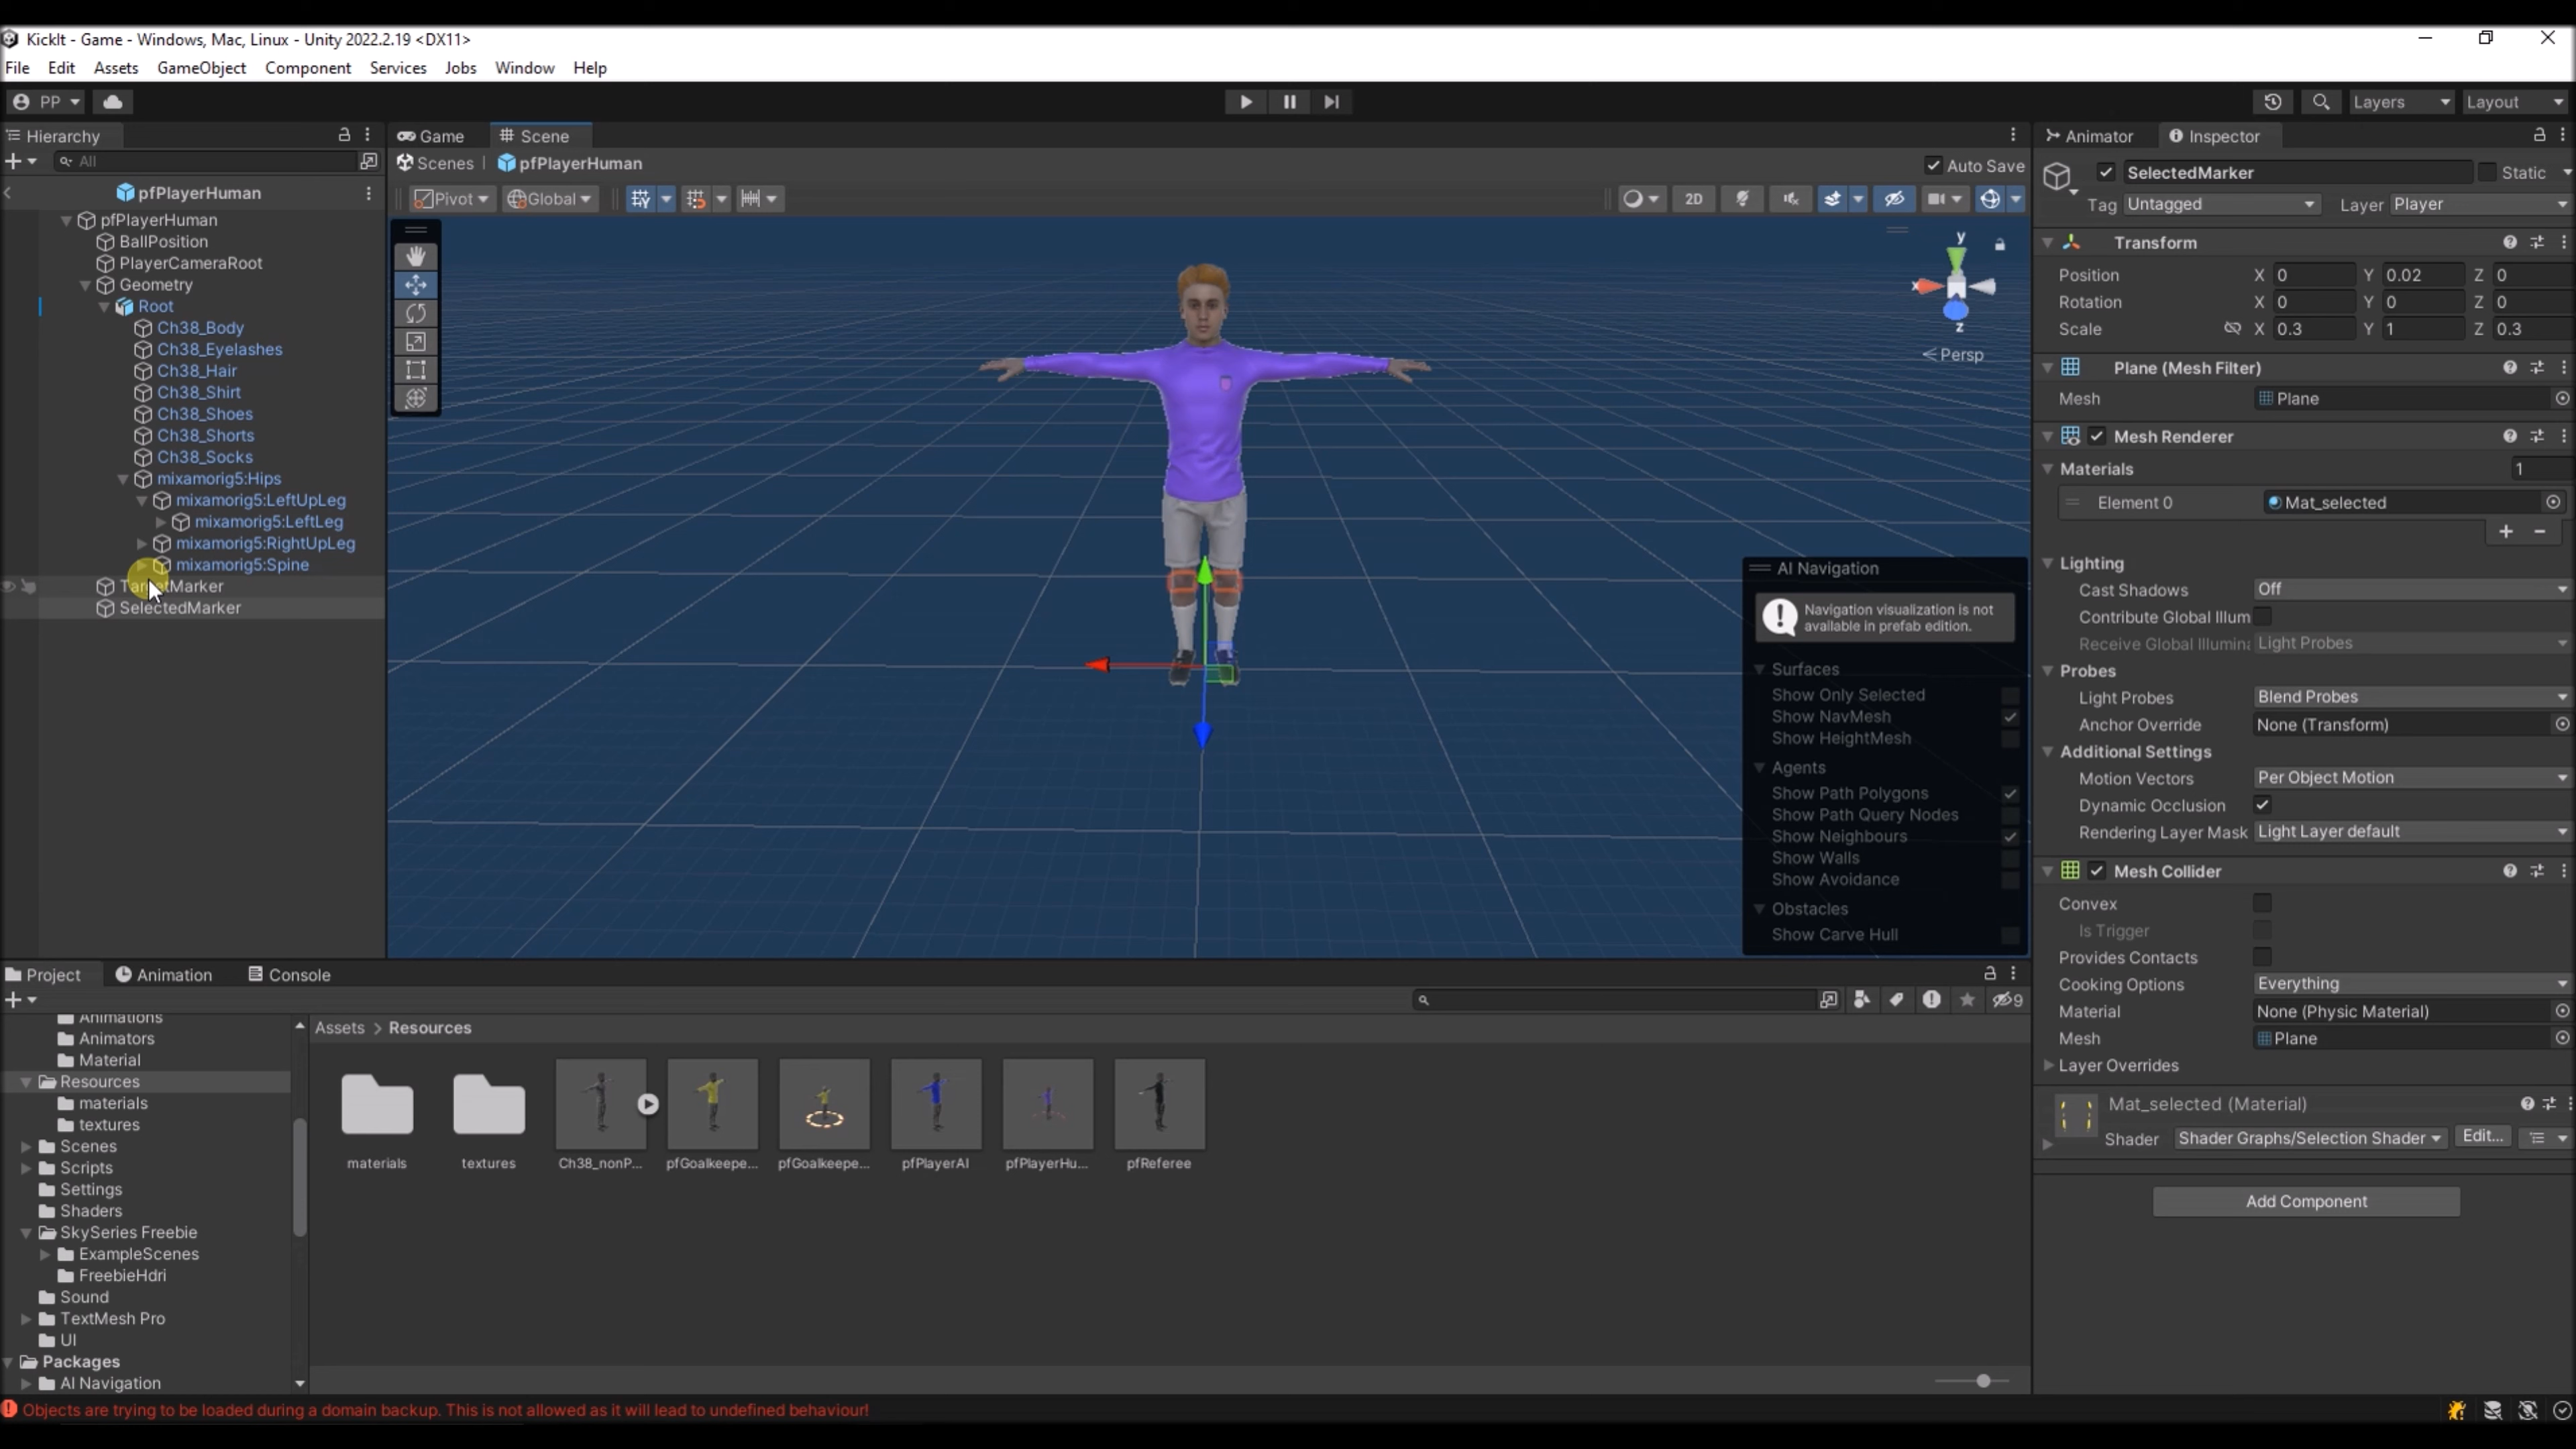 KickIt - Game - Windows, Mac, Linux - Unity 2022.2.19 <DX11>
File Edit Assets GameObject Component Services Jobs Window Help
PP Layers Layout
Hierarchy
All
pfPlayerHuman
pfPlayerHuman
BallPosition
PlayerCameraRoot
Geometry
Root
Ch38_Body
Ch38_Eyelashes
Ch38_Hair
Ch38_Shirt
Ch38_Shoes
Ch38_Shorts
Ch38_Socks
mixamorig5:Hips
mixamorig5:LeftUpLeg
mixamorig5:LeftLeg
mixamorig5:RightUpLeg
mixamorig5:Spine
TargetMarker
SelectedMarker
Game Scene
Scenes pfPlayerHuman Auto Save
Pivot Global 2D
y
x
z
Persp
AI Navigation
Navigation visualization is not
available in prefab edition.
Surfaces
Show Only Selected
Show NavMesh
Show HeightMesh
Agents
Show Path Polygons
Show Path Query Nodes
Show Neighbours
Show Walls
Show Avoidance
Obstacles
Show Carve Hull
Animator Inspector
SelectedMarker Static
Tag Untagged Layer Player
Transform
Position X 0 Y 0.02 Z 0
Rotation X 0 Y 0 Z 0
Scale X 0.3 Y 1 Z 0.3
Plane (Mesh Filter)
Mesh Plane
Mesh Renderer
Materials 1
Element 0 Mat_selected
Lighting
Cast Shadows Off
Contribute Global Illum
Receive Global Illumina Light Probes
Probes
Light Probes Blend Probes
Anchor Override None (Transform)
Additional Settings
Motion Vectors Per Object Motion
Dynamic Occlusion
Rendering Layer Mask Light Layer default
Mesh Collider
Convex
Is Trigger
Provides Contacts
Cooking Options Everything
Material None (Physic Material)
Mesh Plane
Layer Overrides
Mat_selected (Material)
Shader Shader Graphs/Selection Shader Edit...
Add Component
Project Animation Console
9
Animations
Animators
Material
Resources
materials
textures
Scenes
Scripts
Settings
Shaders
SkySeries Freebie
ExampleScenes
FreebieHdri
Sound
TextMesh Pro
UI
Packages
AI Navigation
Assets > Resources
materials textures Ch38_nonP... pfGoalkeepe... pfGoalkeepe... pfPlayerAI pfPlayerHu... pfReferee
Objects are trying to be loaded during a domain backup. This is not allowed as it will lead to undefined behaviour!